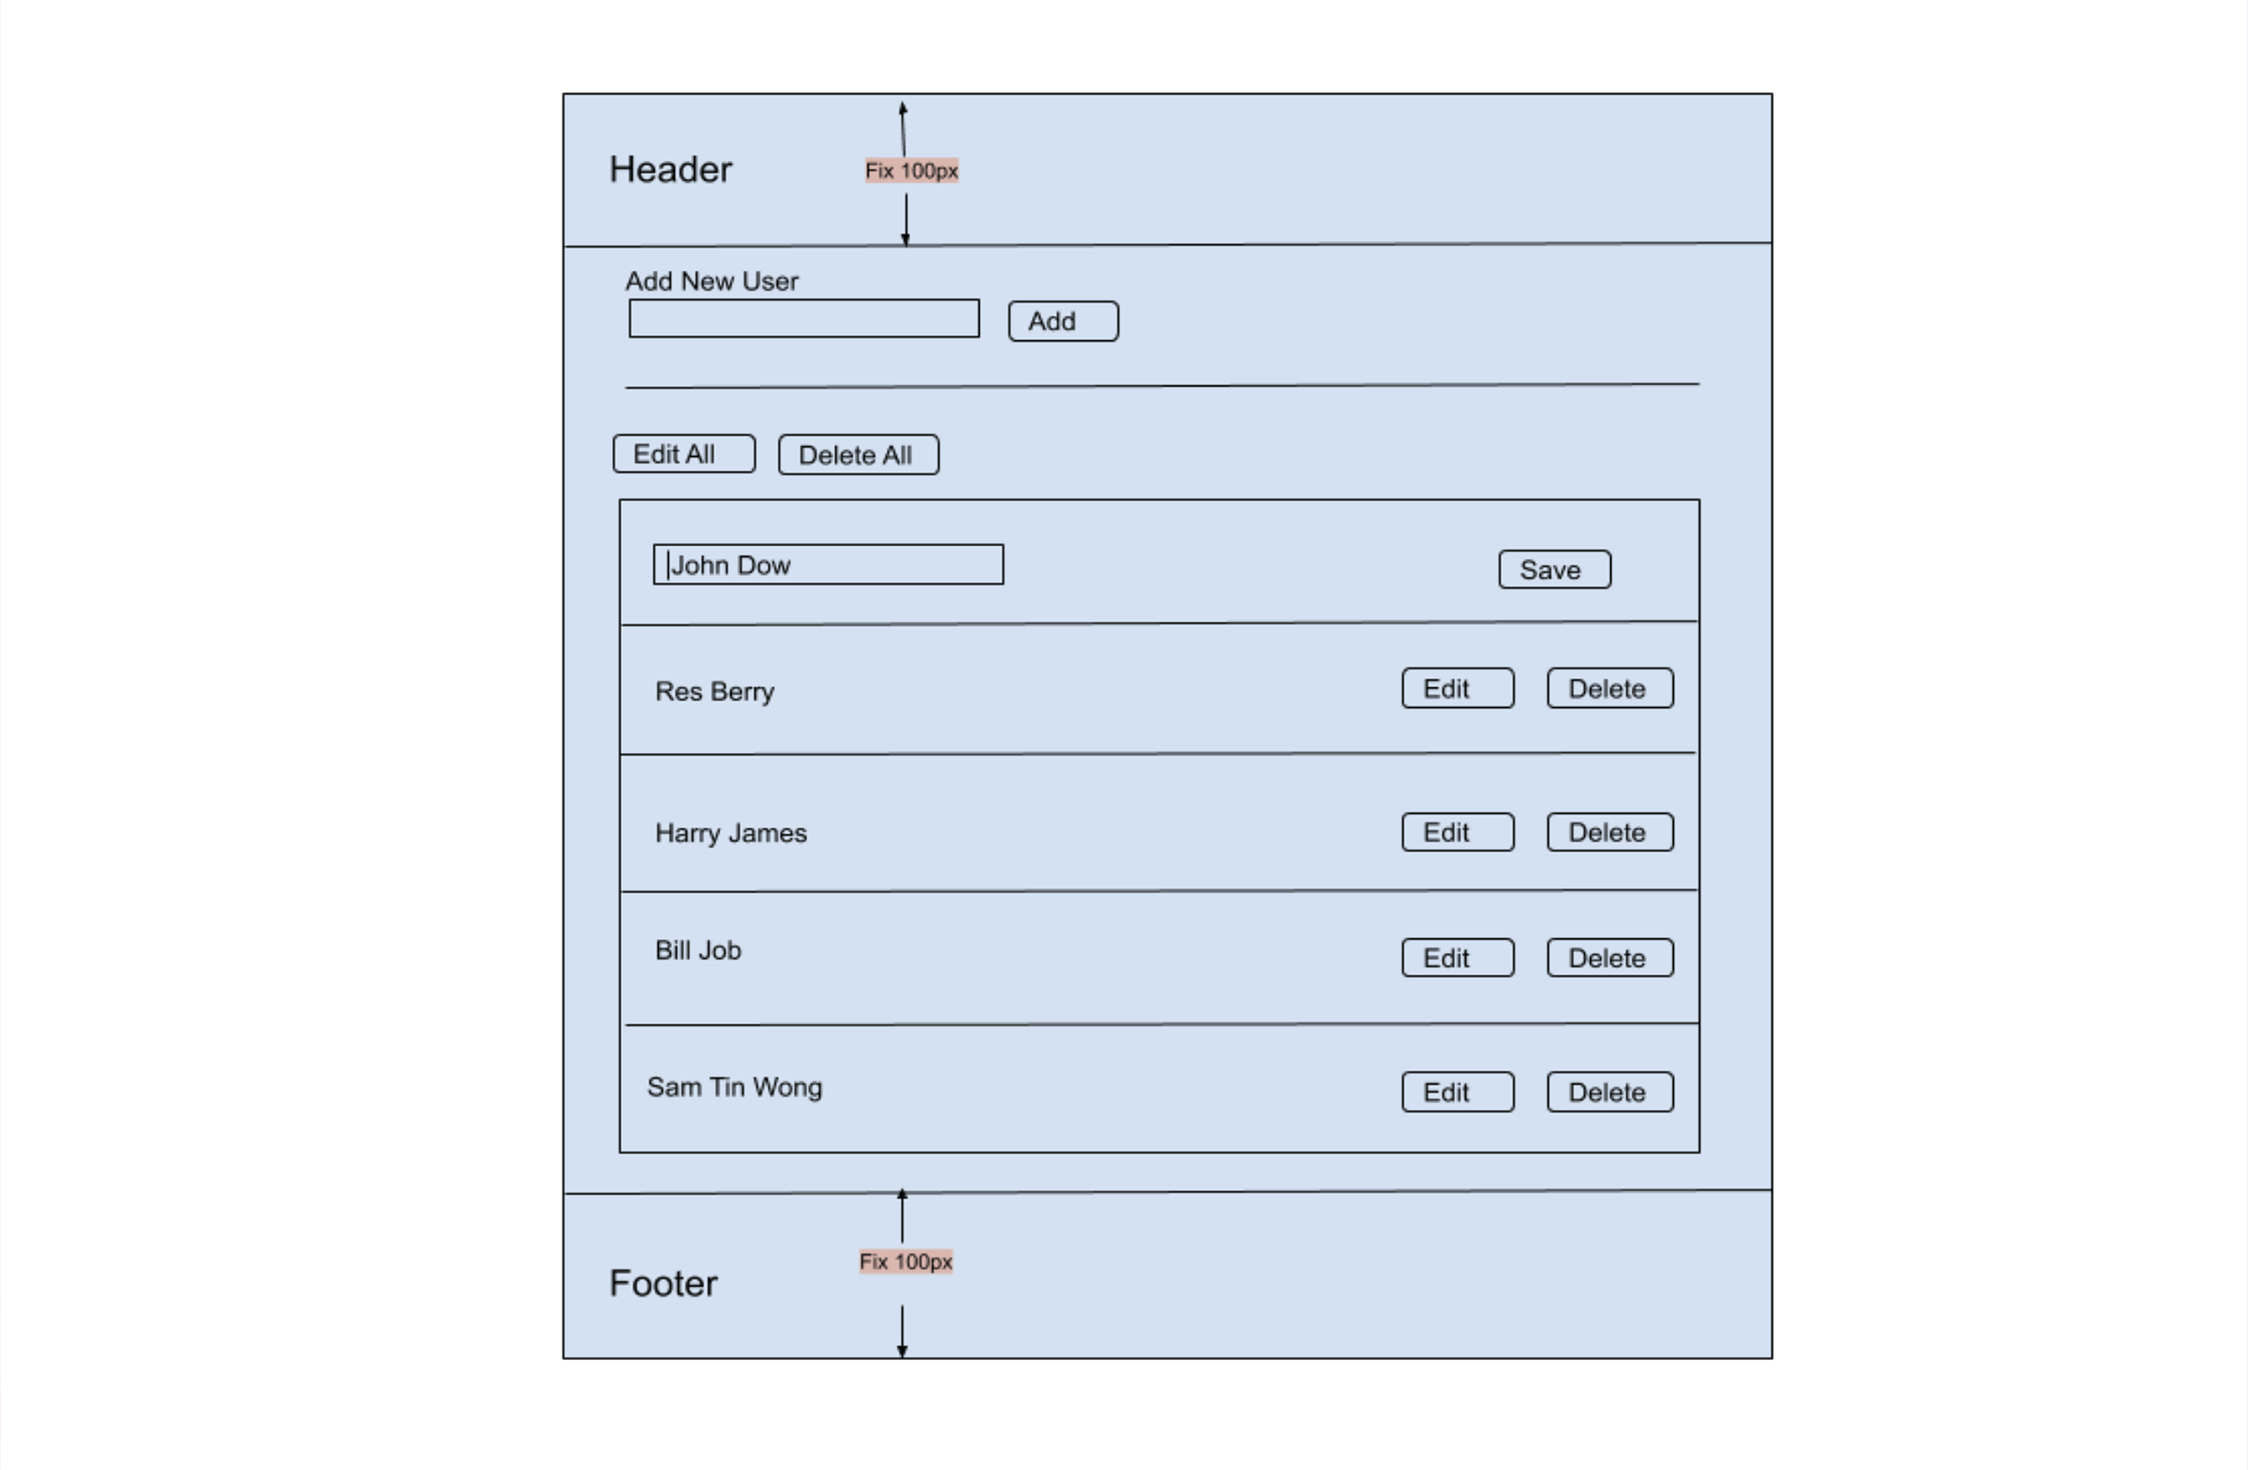 Header
Fix 100px
Add New User
Add
Edit All
Delete All
John Dow
Save
Res Berry
Edit
Delete
Harry James
Edit
Delete
Bill Job
Edit
Delete
Sam Tin Wong
Edit
Delete
Fix 100px
Footer